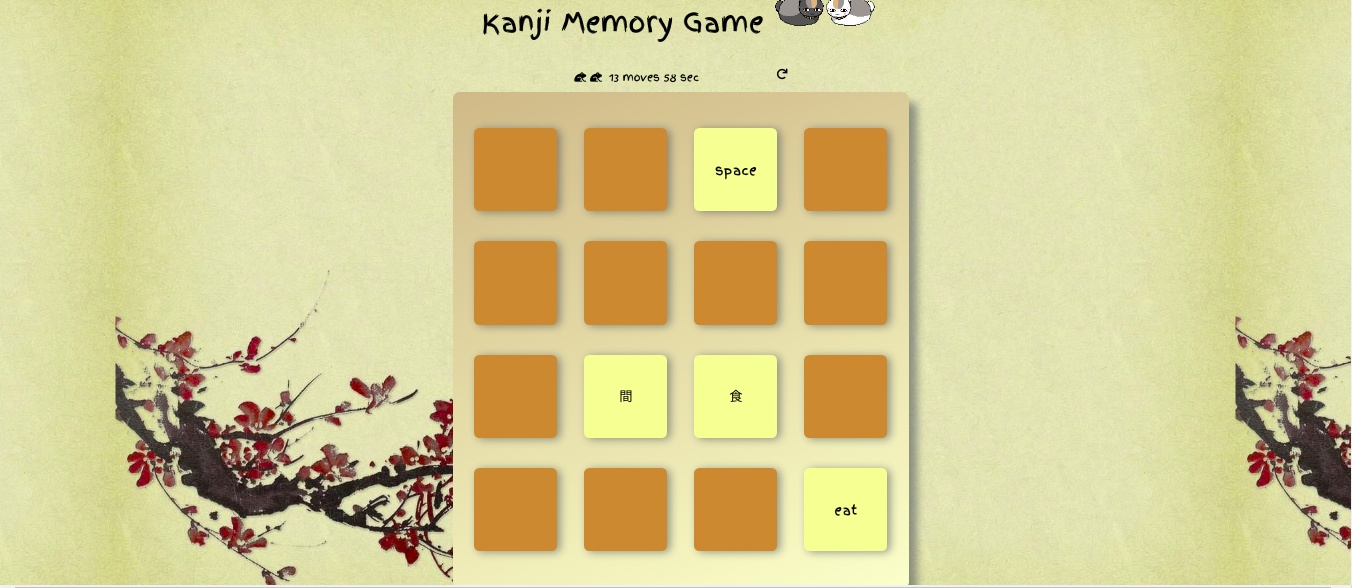 Kanji Memory Game
13 moves 58 sec
space
間 食
eat